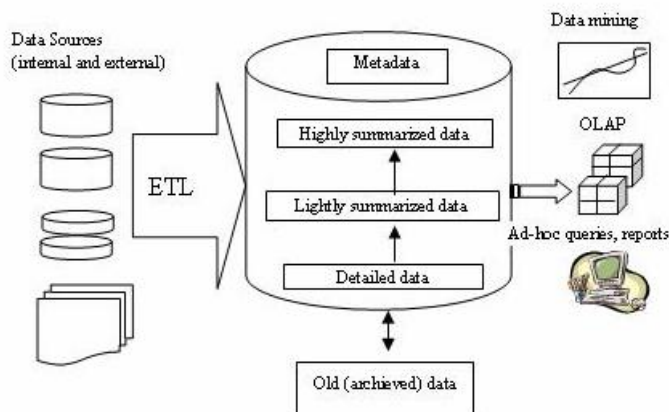 Data Sources
(internal and external)
ETL
Metadata
Highly summarized data
Lightly summarized data
Detailed data
Old (archieved) data
Data mining
OLAP
Ad-hoc queries, reports